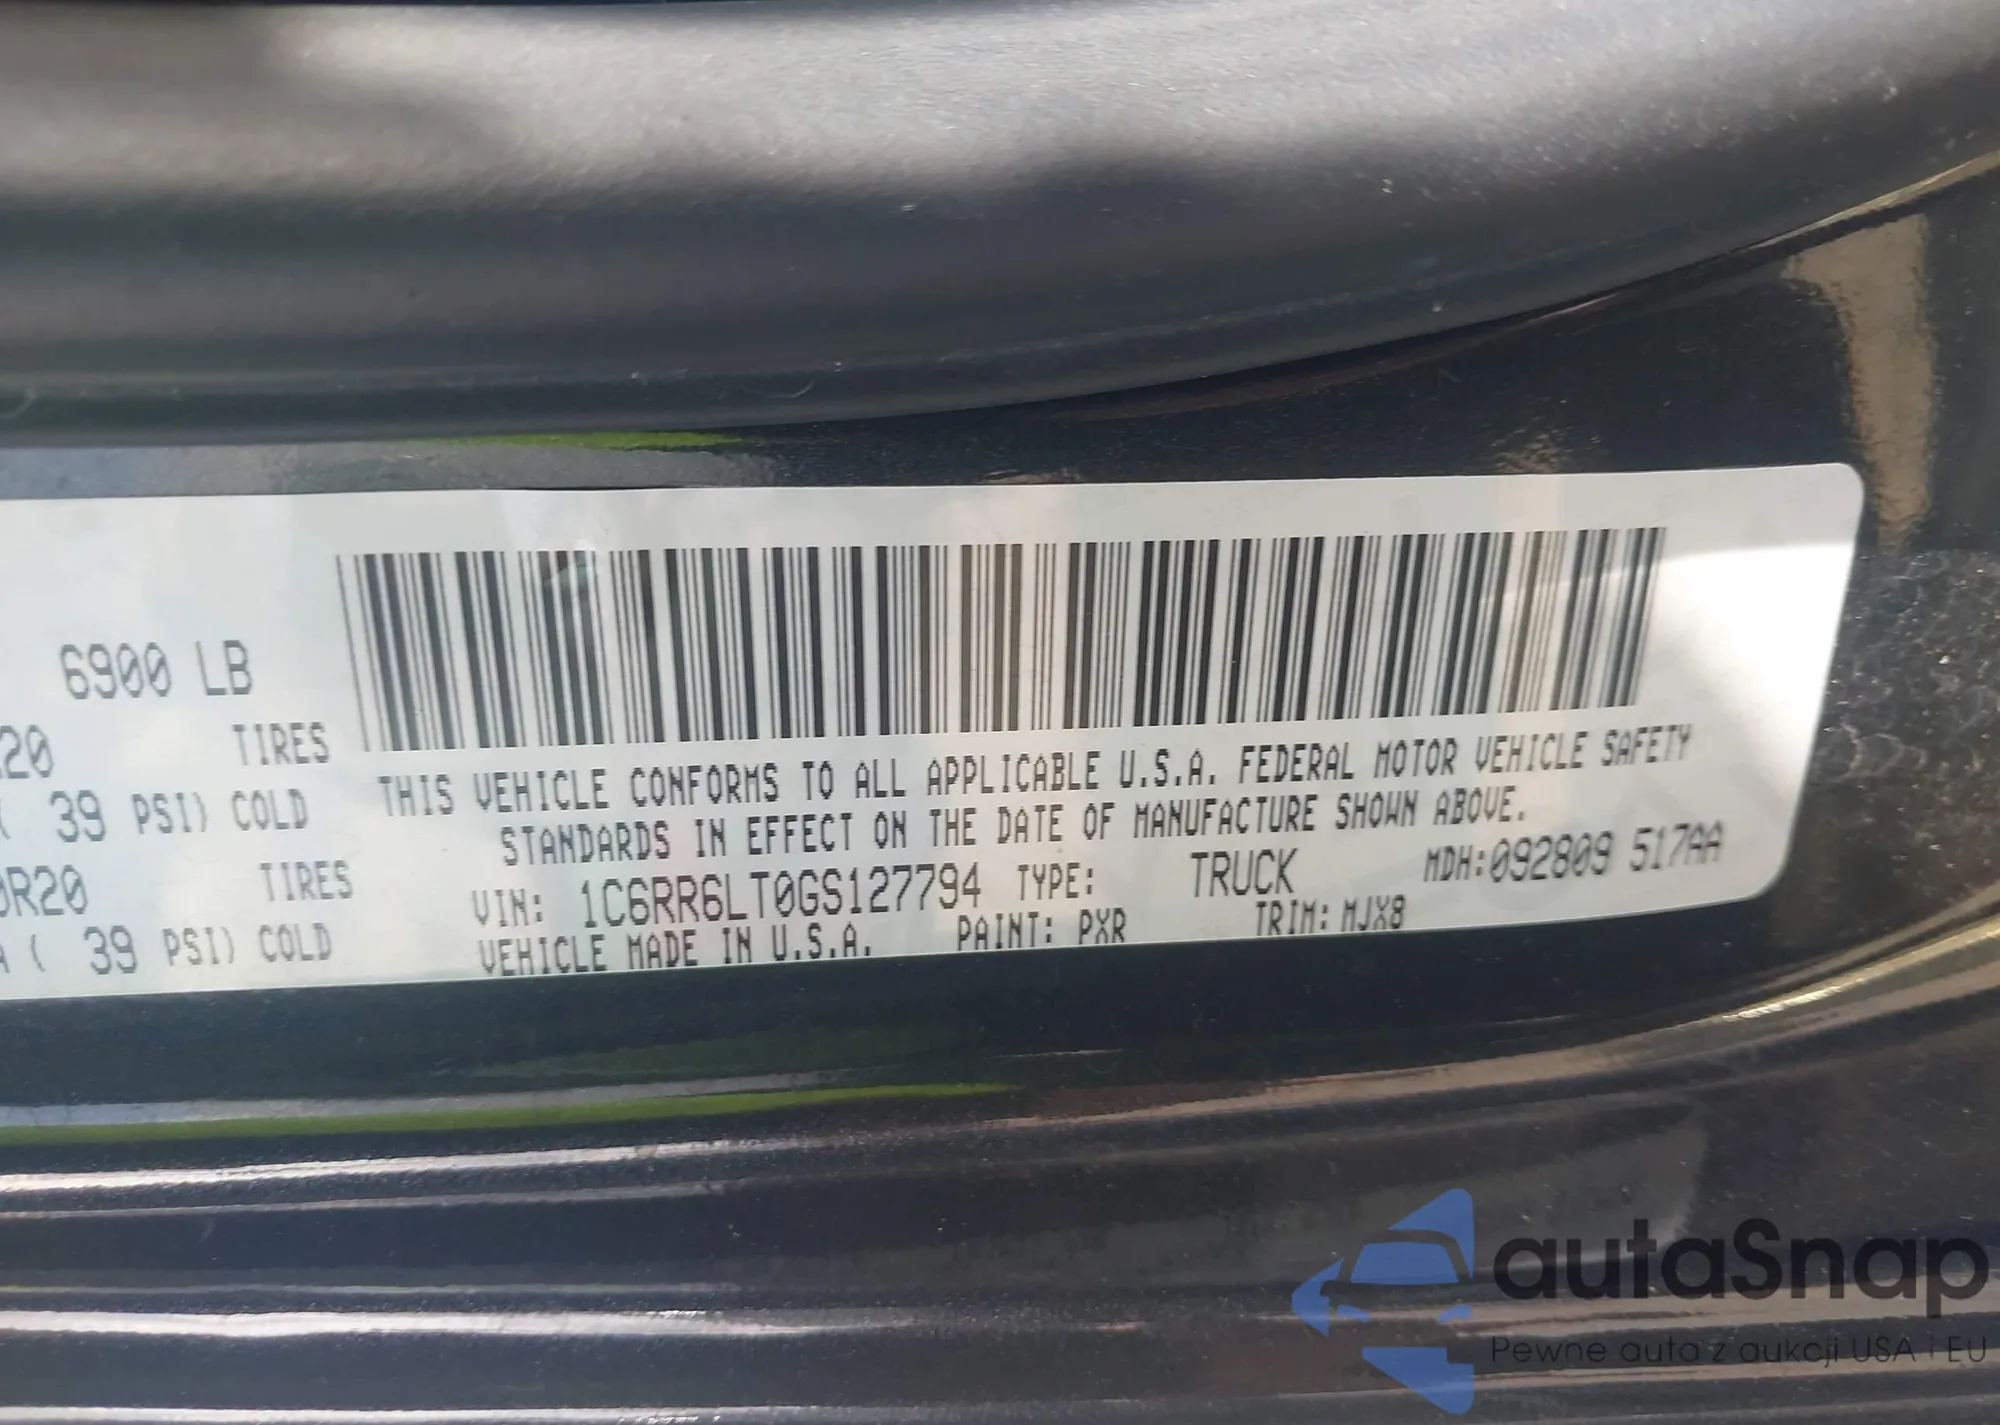 6900 LB
20 TIRES
( 39 PSI) COLD
R20 TIRES
( 39 PSI) COLD
THIS VEHICLE CONFORMS TO ALL APPLICABLE U.S.A. FEDERAL MOTOR VEHICLE SAFETY
STANDARDS IN EFFECT ON THE DATE OF MANUFACTURE SHOWN ABOVE.
VIN: 1C6RR6LT0GS127794 TYPE: TRUCK MDH:092809 517AA
VEHICLE MADE IN U.S.A. PAINT: PXR TRIM: MJX8
autaSnap
Pewne auta z aukcji USA i EU